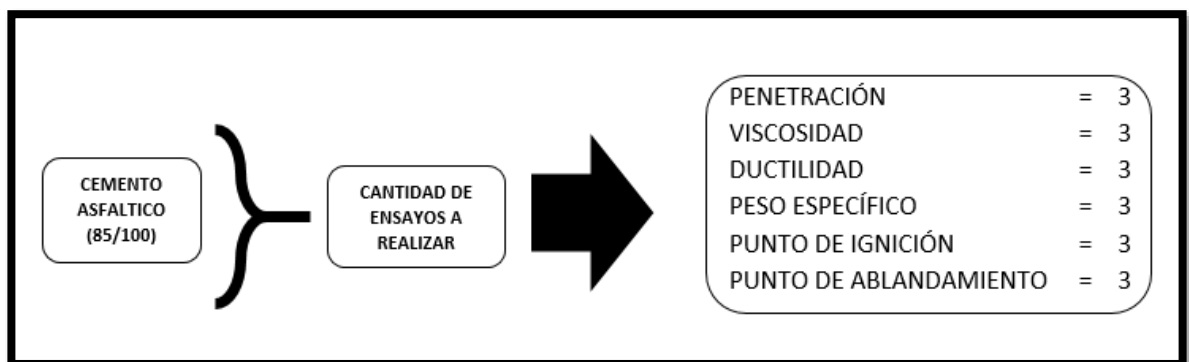 CEMENTO
ASFALTICO
(85/100)
CANTIDAD DE
ENSAYOS A
REALIZAR
PENETRACIÓN = 3
VISCOSIDAD = 3
DUCTILIDAD = 3
PESO ESPECÍFICO = 3
PUNTO DE IGNICIÓN = 3
PUNTO DE ABLANDAMIENTO = 3